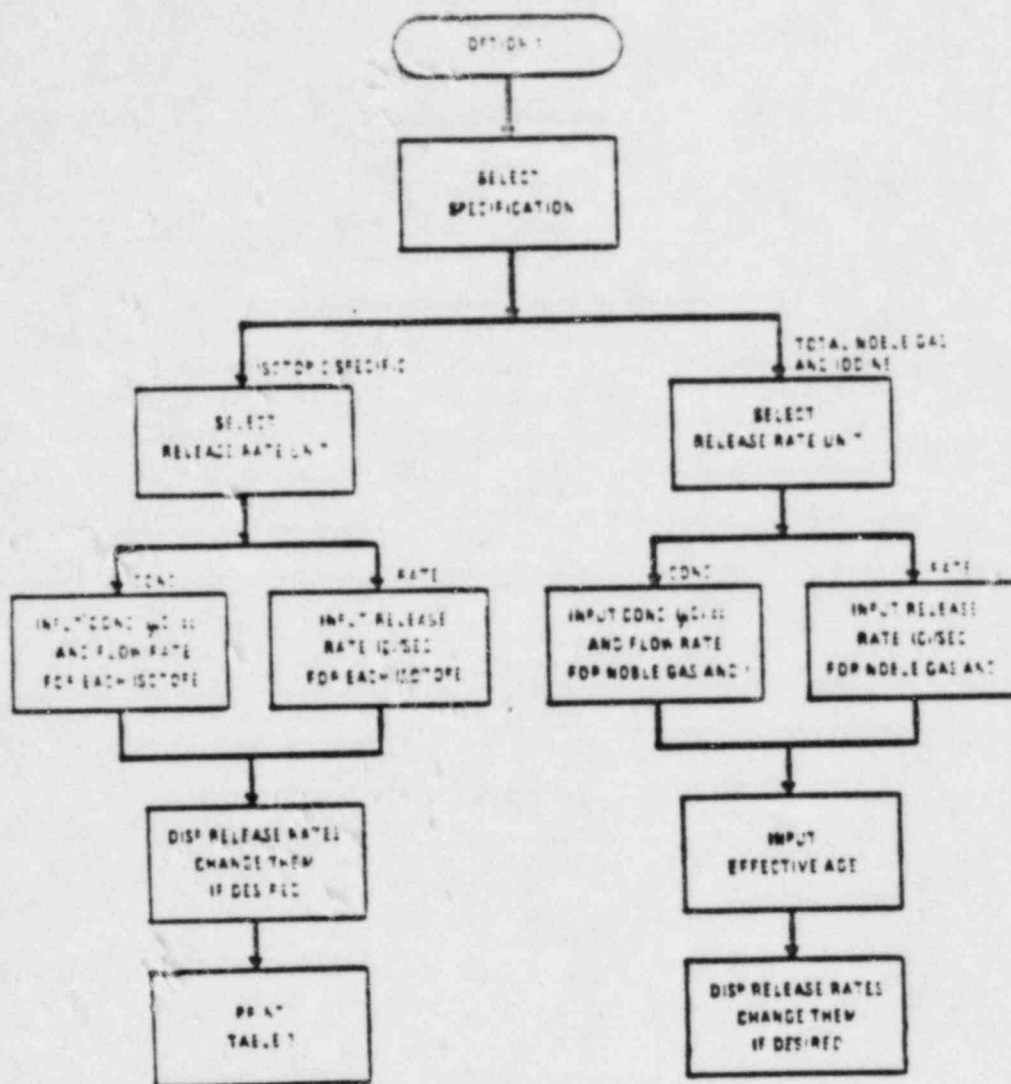 OPTION
SELECT
SPECIFICATION
ISOTOPIC SPECIFIC
TOTAL NOBLE GAS
AND IODINE
SELECT
RELEASE RATE UNIT
SELECT
RELEASE RATE UNIT
CONC
RATE
CONC
RATE
INPUT CONC
AND FLOW RATE
FOR EACH ISOTOPE
INPUT RELEASE
RATE
FOR EACH ISOTOPE
INPUT CONC
AND FLOW RATE
FOR NOBLE GAS AND
INPUT RELEASE
RATE
FOR NOBLE GAS AND
DISP RELEASE RATES
CHANGE THEM
IF DESIRED
INPUT
EFFECTIVE AGE
PRINT
TABLE
DISP RELEASE RATES
CHANGE THEM
IF DESIRED